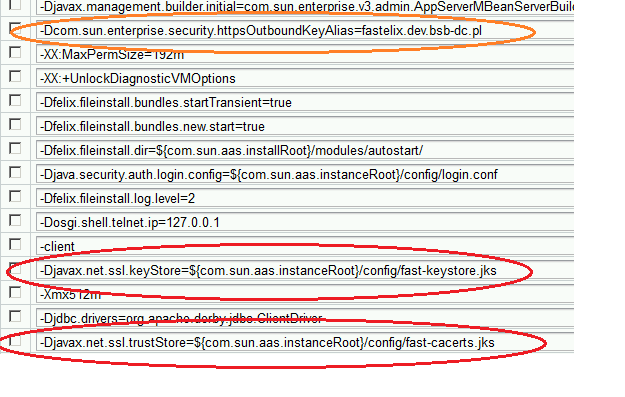 -Djavax.management.builder.initial=com.sun.enterprise.v3.admin.AppServerMBeanServerBuild
-Dcom.sun.enterprise.security.httpsOutboundKeyAlias=fastelix.dev.bsb-dc.pl
-XX:MaxPermSize=192m
-XX:+UnlockDiagnosticVMOptions
-Dfelix.fileinstall.bundles.startTransient=true
-Dfelix.fileinstall.bundles.new.start=true
-Dfelix.fileinstall.dir=${com.sun.aas.installRoot}/modules/autostart/
-Djava.security.auth.login.config=${com.sun.aas.instanceRoot}/config/login.conf
-Dfelix.fileinstall.log.level=2
-Dosgi.shell.telnet.ip=127.0.0.1
-client
-Djavax.net.ssl.keyStore=${com.sun.aas.instanceRoot}/config/fast-keystore.jks
-Xmx512m
-Djdbc.drivers=org.apache.derby.jdbc.ClientDriver
-Djavax.net.ssl.trustStore=${com.sun.aas.instanceRoot}/config/fast-cacerts.jks